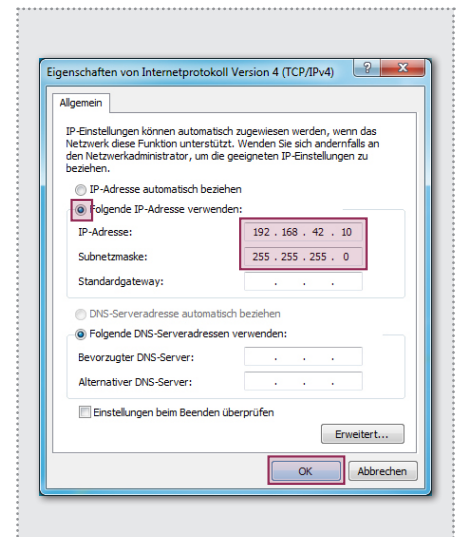 Eigenschaften von Internetprotokoll Version 4 (TCP/IPv4)
Allgemein
IP-Einstellungen können automatisch zugewiesen werden, wenn das
Netzwerk diese Funktion unterstützt. Wenden Sie sich andernfalls an
den Netzwerkadministrator, um die geeigneten IP-Einstellungen zu
beziehen.
IP-Adresse automatisch beziehen
Folgende IP-Adresse verwenden:
IP-Adresse: 192 . 168 . 42 . 10
Subnetzmaske: 255 . 255 . 255 . 0
Standardgateway: . . .
DNS-Serveradresse automatisch beziehen
Folgende DNS-Serveradressen verwenden:
Bevorzugter DNS-Server: . . .
Alternativer DNS-Server: . . .
Einstellungen beim Beenden überprüfen
Erweitert...
OK Abbrechen